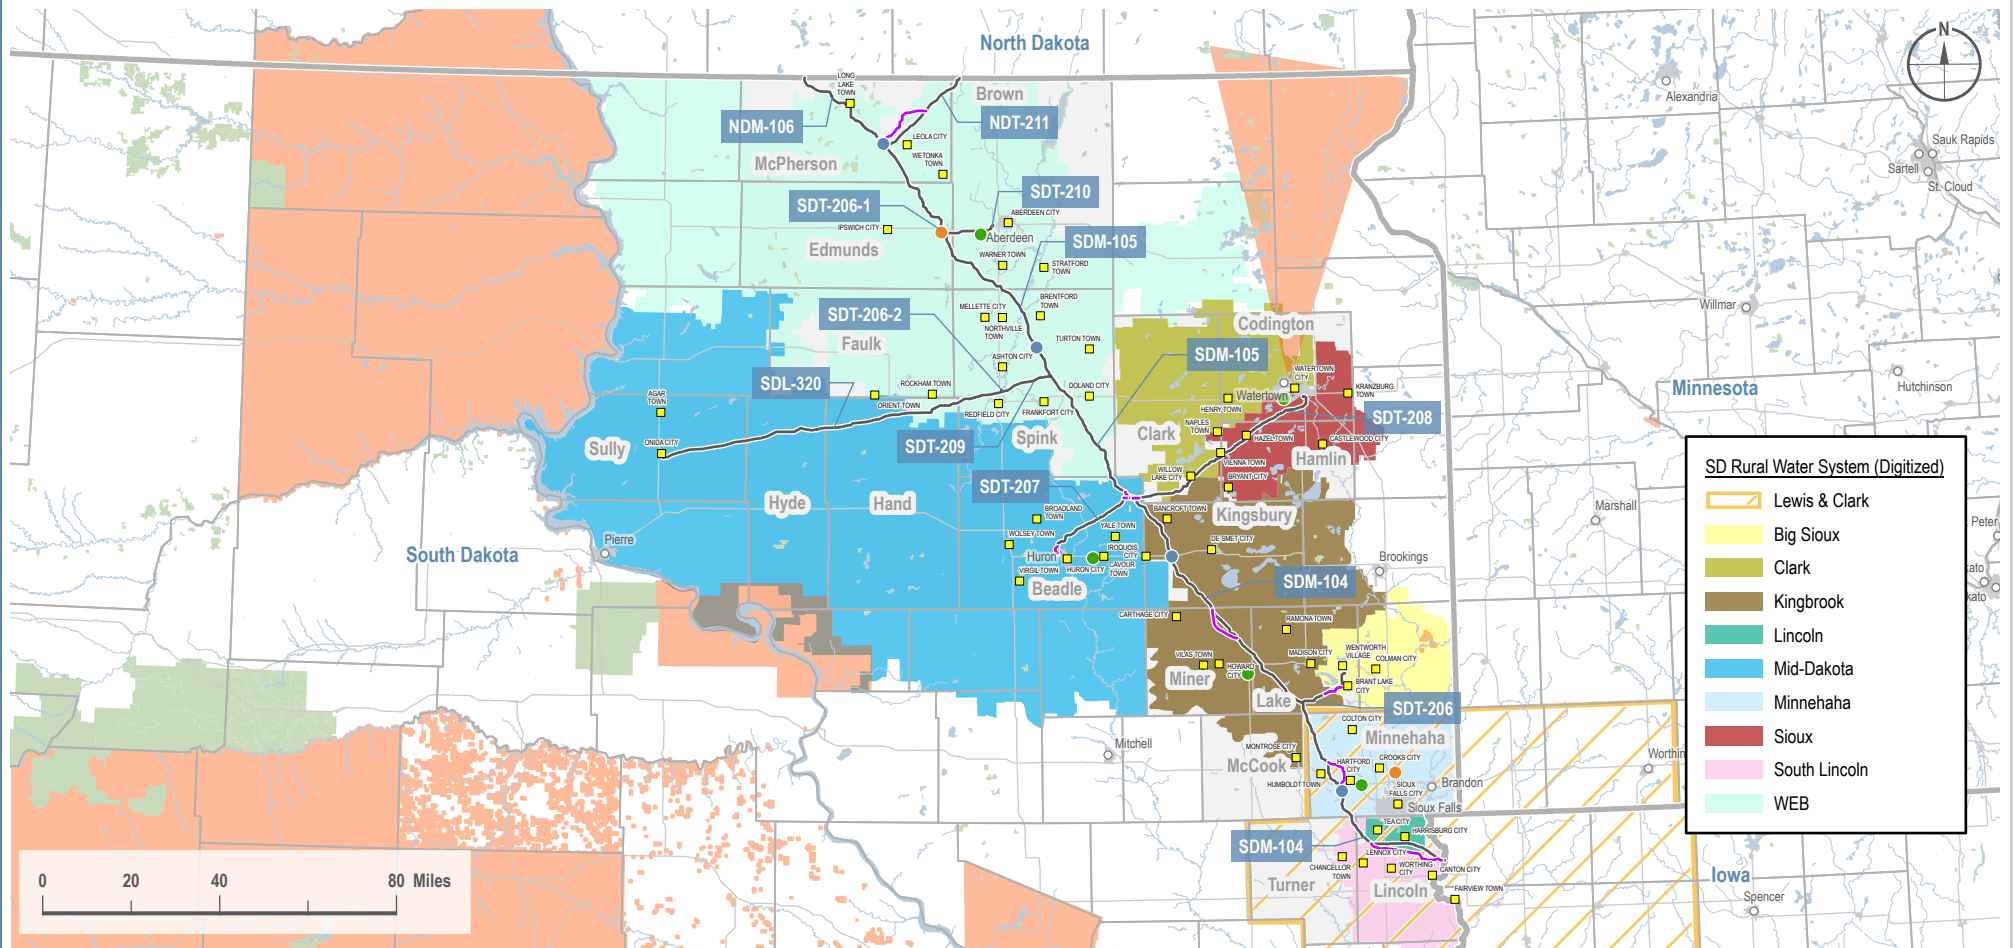 North Dakota
N
LONG
LAKE
TOWN
Brown
NDM-106
NDT-211
Alexandria
LEOLA CITY
WETONKA
TOWN
McPherson
Sauk Rapids
Sartell
St. Cloud
SDT-210
SDT-206-1
ABERDEEN CITY
IPSWICH CITY
Aberdeen
Edmunds
SDM-105
WARNER TOWN
STRATFORD
TOWN
BRENTFORD
TOWN
MELLETTE CITY
SDT-206-2
NORTHVILLE
TOWN
Willmar
Codington
Faulk
TURTON TOWN
SDM-105
ASHTON CITY
WATERTOWN
CITY
Hutchinson
SDL-320
ROCKHAM TOWN
DOLAND CITY
KRANZBURG
TOWN
Minnesota
AGAR
TOWN
ORIENT TOWN
Watertown
HENRY TOWN
REDFIELD CITY
FRANKFORT CITY
SDT-208
NAPLES
TOWN
Spink
Clark
HAZEL TOWN
CASTLEWOOD CITY
ONIDA CITY
Sully
SDT-209
VIENNA TOWN
Hamlin
WILLOW
LAKE CITY
BRYANT CITY
SDT-207
Hyde
Hand
BROADLAND
TOWN
BANCROFT TOWN
Kingsbury
Marshall
YALE TOWN
WOLSEY TOWN
DE SMET CITY
Pierre
South Dakota
Huron
IROQUOIS
CITY
Brookings
VIRGIL TOWN
HURON CITY
CAVOUR
TOWN
Beadle
SDM-104
CARTHAGE CITY
RAMONA TOWN
VILAS TOWN
HOWARD
CITY
MADISON CITY
WENTWORTH
VILLAGE
COLMAN CITY
Miner
BRANT LAKE
CITY
Lake
SDT-206
COLTON CITY
Minnehaha
Mitchell
MONTROSE CITY
McCook
HARTFORD
CITY
CROOKS CITY
HUMBOLDT TOWN
SIOUX
FALLS CITY
Brandon
Sioux Falls
TEA CITY
HARRISBURG CITY
SDM-104
LENNOX CITY
CHANCELLOR
TOWN
WORTHING
CITY
CANTON CITY
Turner
Lincoln
FAIRVIEW TOWN
Iowa
Spencer
Worthin
Peter
kato
kato
SD Rural Water System (Digitized)
Lewis & Clark
Big Sioux
Clark
Kingbrook
Lincoln
Mid-Dakota
Minnehaha
Sioux
South Lincoln
WEB
0 20 40 80 Miles